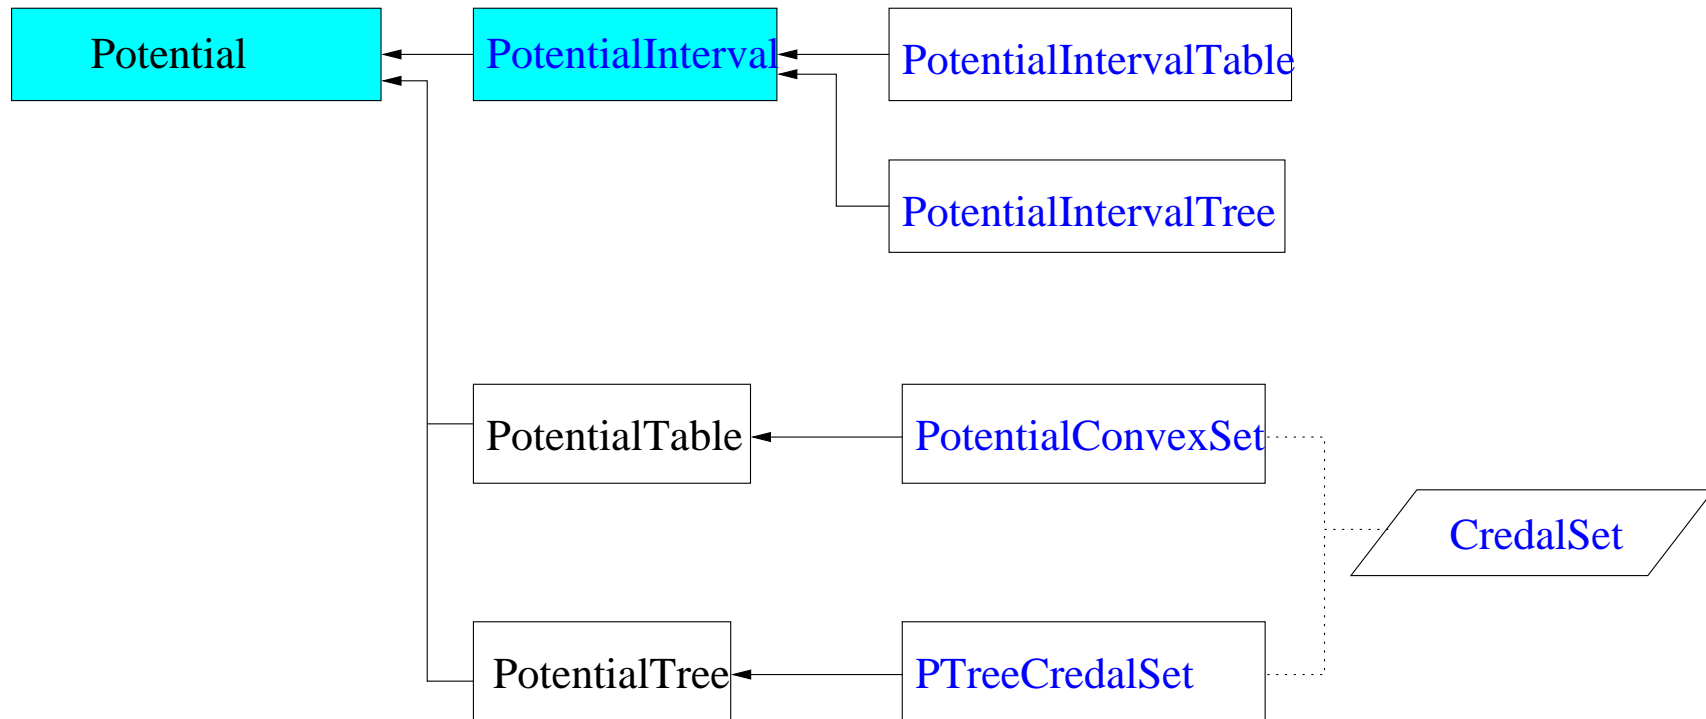 Potential
PotentialInterval
PotentialIntervalTable
PotentialIntervalTree
PotentialTable
PotentialConvexSet
CredalSet
PotentialTree
PTreeCredalSet